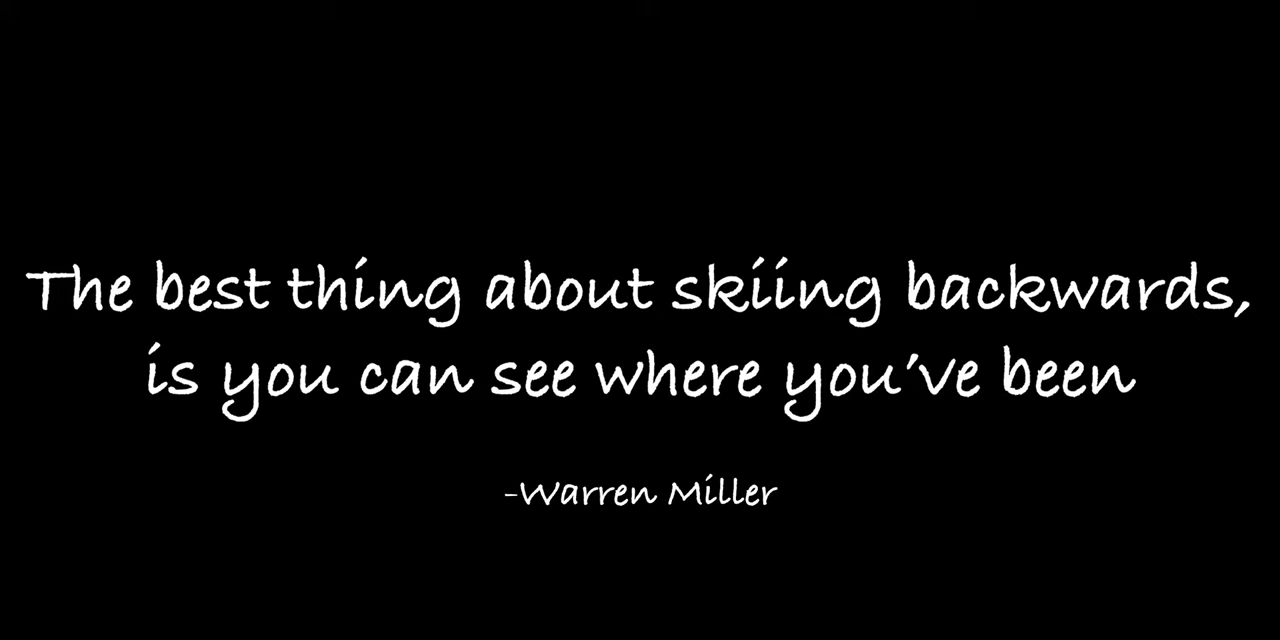 The best thing about skiing backwards,
is you can see where you've been
-Warren Miller